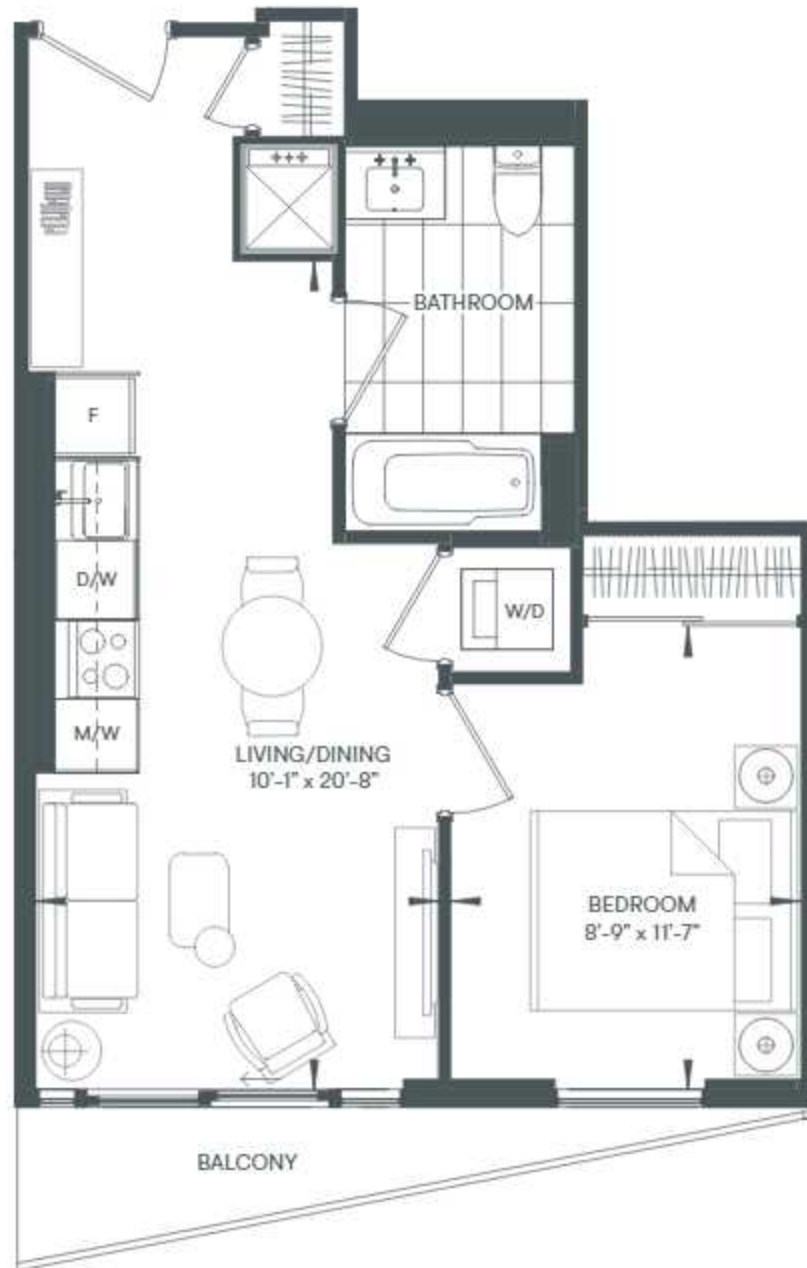 BATHROOM
F
D/W
W/D
M/W
LIVING/DINING
10'-1" x 20'-8"
BEDROOM
8'-9" x 11'-7"
BALCONY